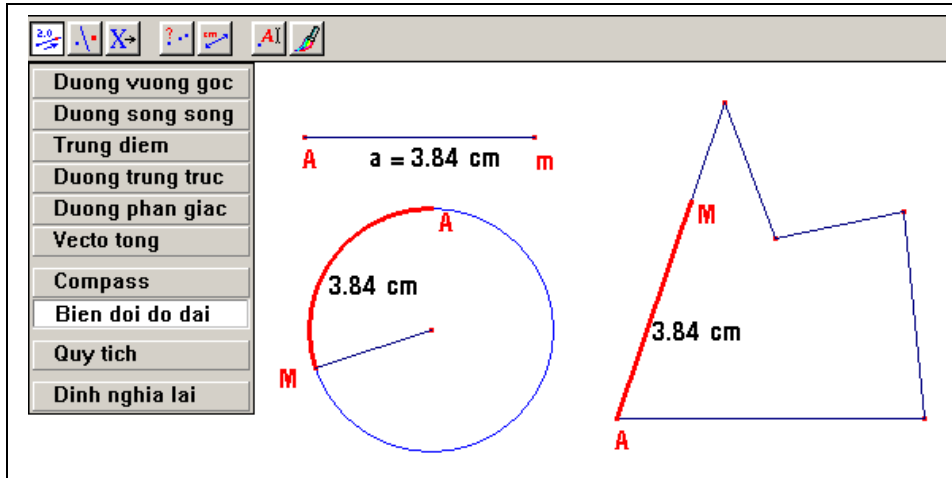 2.0
X
?
cm
A
Duong vuong goc
Duong song song
Trung diem
Duong trung truc
Duong phan giac
Vecto tong
Compass
Bien doi do dai
Quy tich
Dinh nghia lai
A
a = 3.84 cm
m
A
3.84 cm
M
M
3.84 cm
A